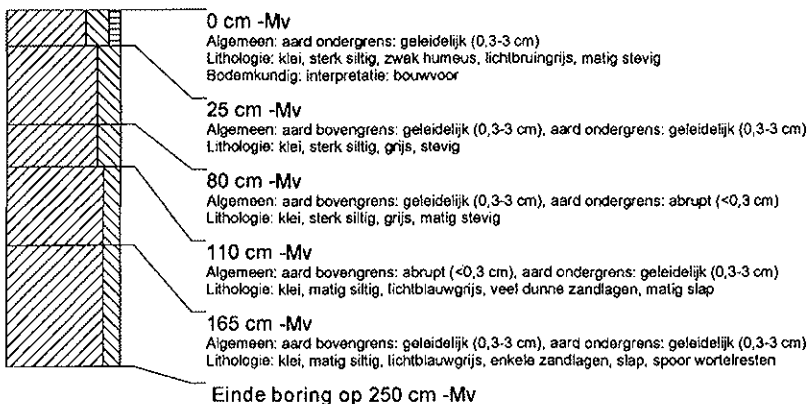 0 cm -Mv
Algemeen: aard ondergrens: geleidelijk (0,3-3 cm)
Lithologie: klei, sterk siltig, zwak humeus, lichtbruingrijs, matig stevig
Bodemkundig: interpretatie: bouwvoor
25 cm -Mv
Algemeen: aard bovengrens: geleidelijk (0,3-3 cm), aard ondergrens: geleidelijk (0,3-3 cm)
Lithologie: klei, sterk siltig, grijs, stevig
80 cm -Mv
Algemeen: aard bovengrens: geleidelijk (0,3-3 cm), aard ondergrens: abrupt (<0,3 cm)
Lithologie: klei, sterk siltig, grijs, matig stevig
110 cm -Mv
Algemeen: aard bovengrens: abrupt (<0,3 cm), aard ondergrens: geleidelijk (0,3-3 cm)
Lithologie: klei, matig siltig, lichtblauwgrijs, veel dunne zandlagen, matig slap
165 cm -Mv
Algemeen: aard bovengrens: geleidelijk (0,3-3 cm), aard ondergrens: geleidelijk (0,3-3 cm)
Lithologie: klei, matig siltig, lichtblauwgrijs, enkele zandlagen, slap, spoor wortelresten
Einde boring op 250 cm -Mv